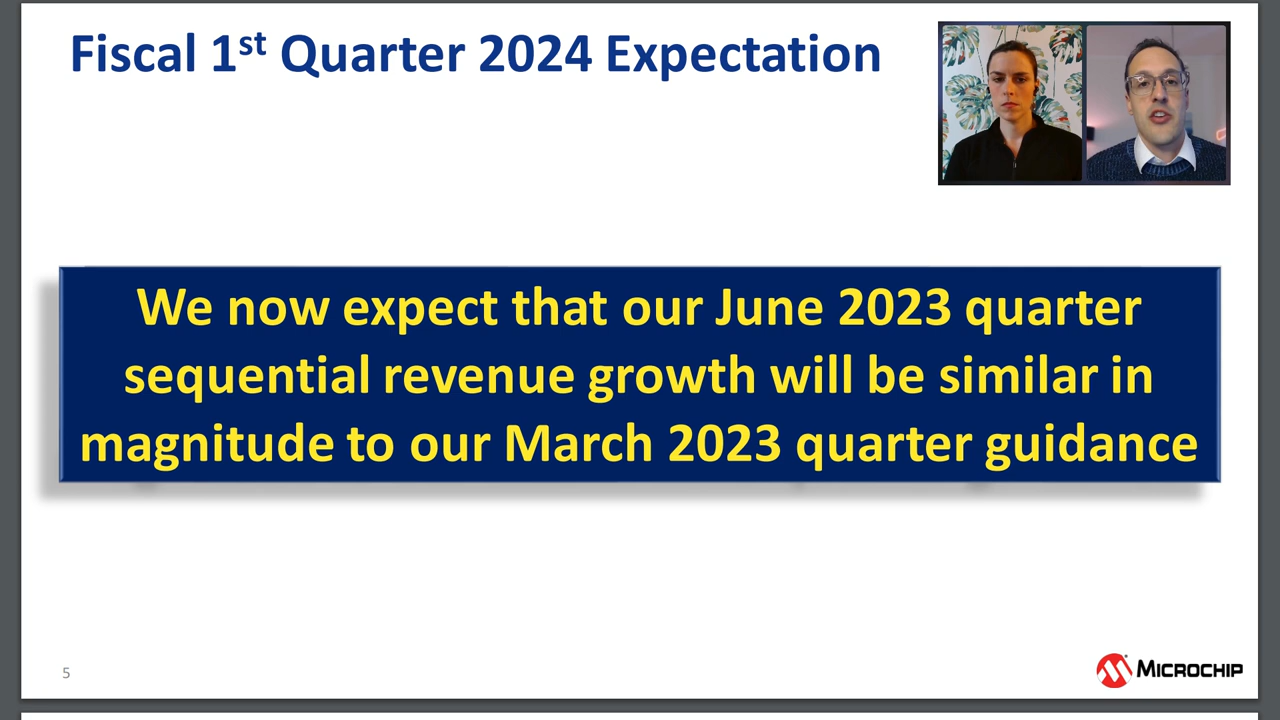 Fiscal 1st Quarter 2024 Expectation
We now expect that our June 2023 quarter
sequential revenue growth will be similar in
magnitude to our March 2023 quarter guidance
5
MICROCHIP